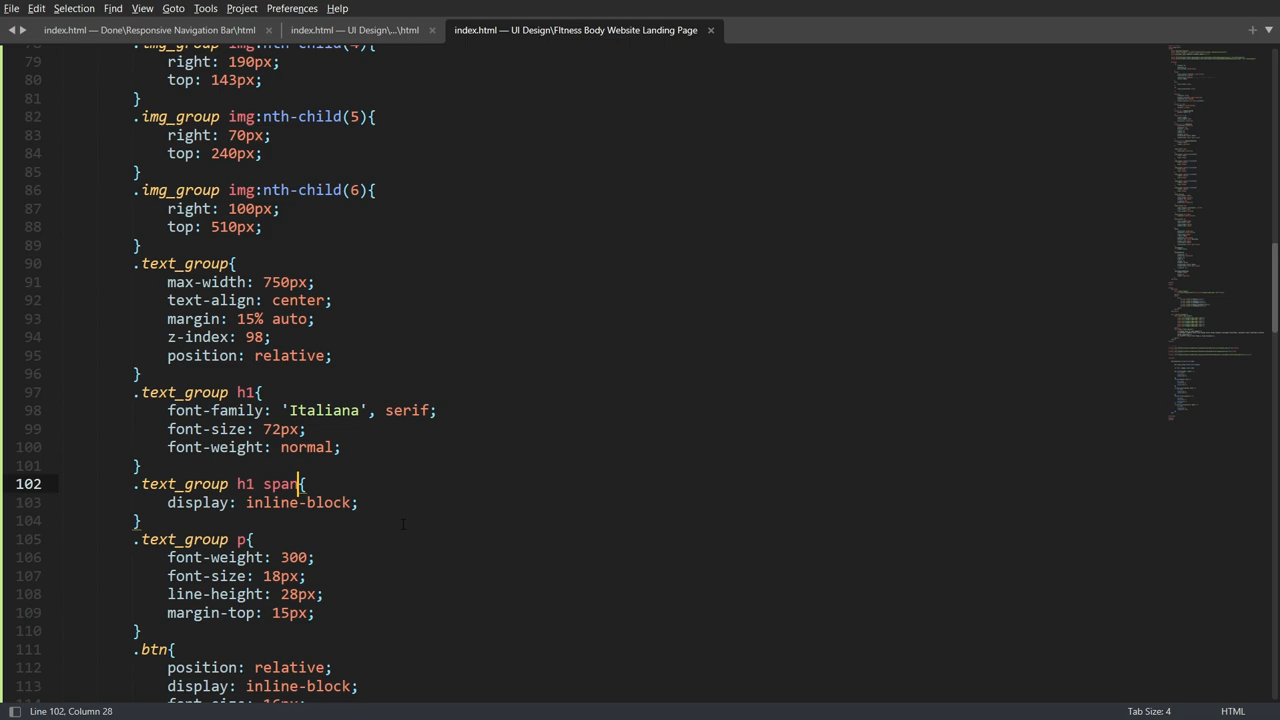 File Edit Selection Find View Goto Tools Project Preferences Help
index.html — Done\Responsive Navigation Bar\html × index.html — UI Design\...\html × index.html — UI Design\FItness Body Website Landing Page ×
.img_group img:nth-child(4){
79 right: 190px;
80 top: 143px;
81 }
82 .img_group img:nth-child(5){
83 right: 70px;
84 top: 240px;
85 }
86 .img_group img:nth-child(6){
87 right: 100px;
88 top: 510px;
89 }
90 .text_group{
91 max-width: 750px;
92 text-align: center;
93 margin: 15% auto;
94 z-index: 98;
95 position: relative;
96 }
97 .text_group h1{
98 font-family: 'Italiana', serif;
99 font-size: 72px;
100 font-weight: normal;
101 }
102 .text_group h1 span{
103 display: inline-block;
104 }
105 .text_group p{
106 font-weight: 300;
107 font-size: 18px;
108 line-height: 28px;
109 margin-top: 15px;
110 }
111 .btn{
112 position: relative;
113 display: inline-block;
Line 102, Column 28 Tab Size: 4 HTML